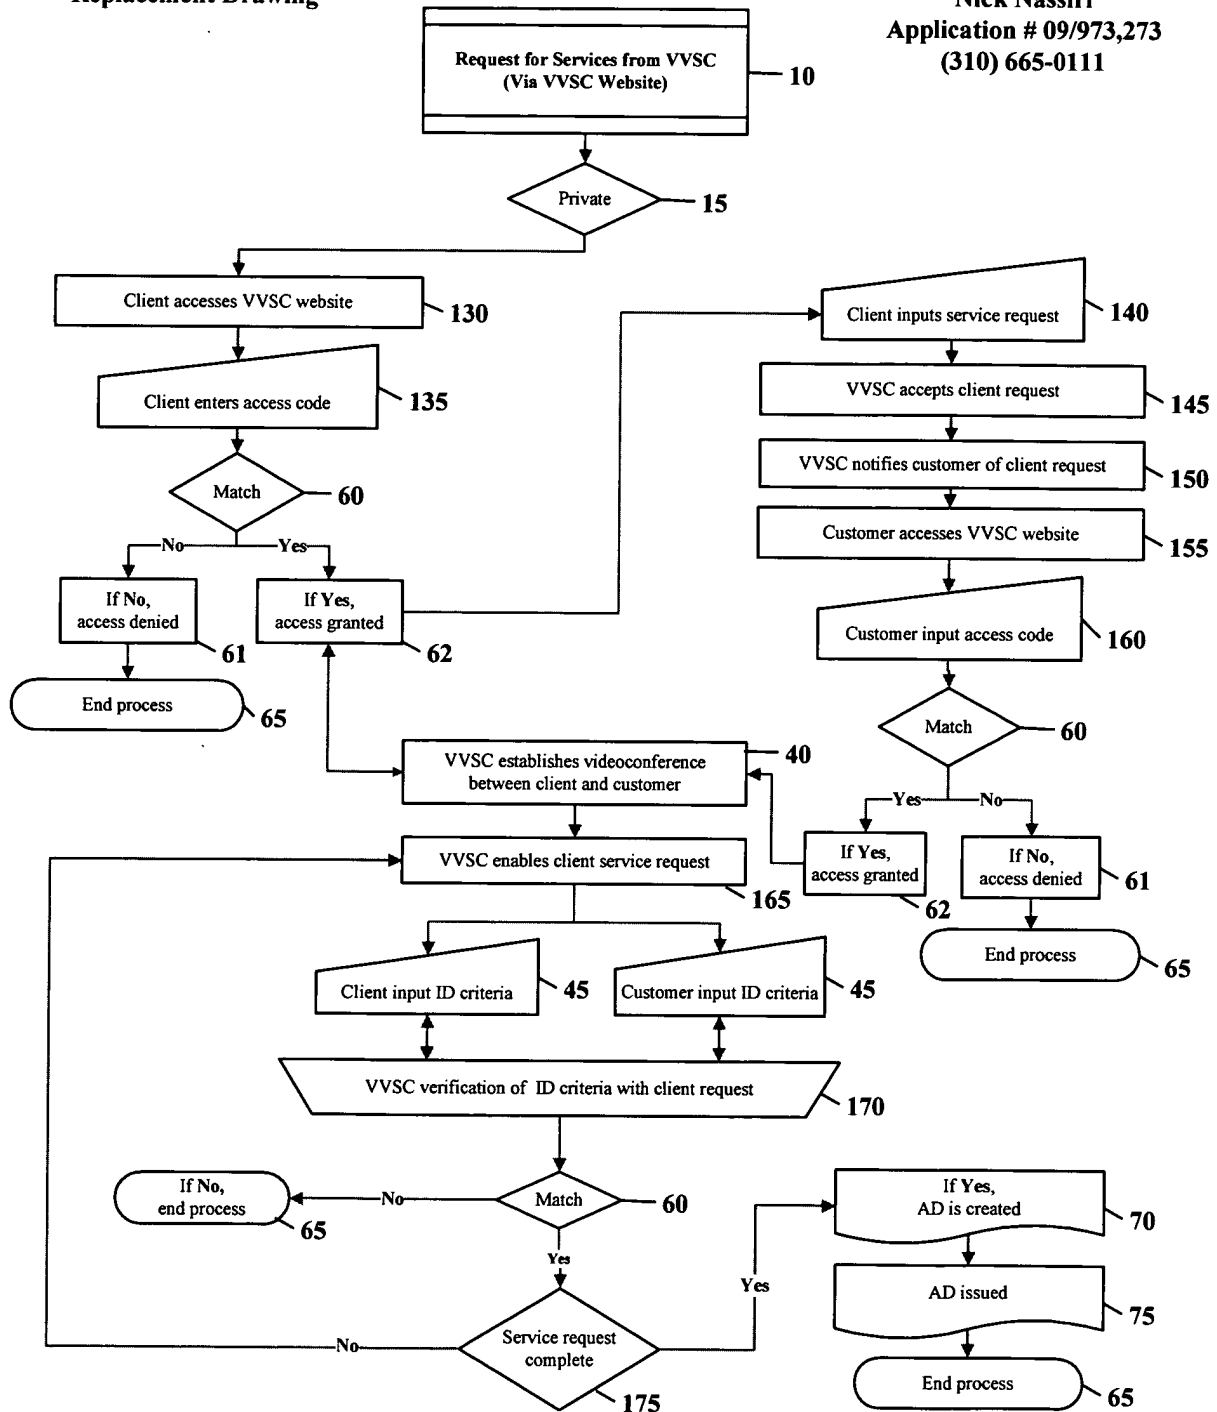 Replacement Drawing
Nick Nassiri
Application # 09/973,273
(310) 665-0111
Request for Services from VVSC
(Via VVSC Website)
10
Private
15
Client accesses VVSC website
130
Client enters access code
135
Match
60
No
Yes
If No,
access denied
61
If Yes,
access granted
62
End process
65
Client inputs service request
140
VVSC accepts client request
145
VVSC notifies customer of client request
150
Customer accesses VVSC website
155
Customer input access code
160
Match
60
Yes
No
If Yes,
access granted
62
If No,
access denied
61
End process
65
VVSC establishes videoconference
between client and customer
40
VVSC enables client service request
165
Client input ID criteria
45
Customer input ID criteria
45
VVSC verification of ID criteria with client request
170
Match
60
No
If No,
end process
65
Yes
Service request
complete
175
No
Yes
If Yes,
AD is created
70
AD issued
75
End process
65